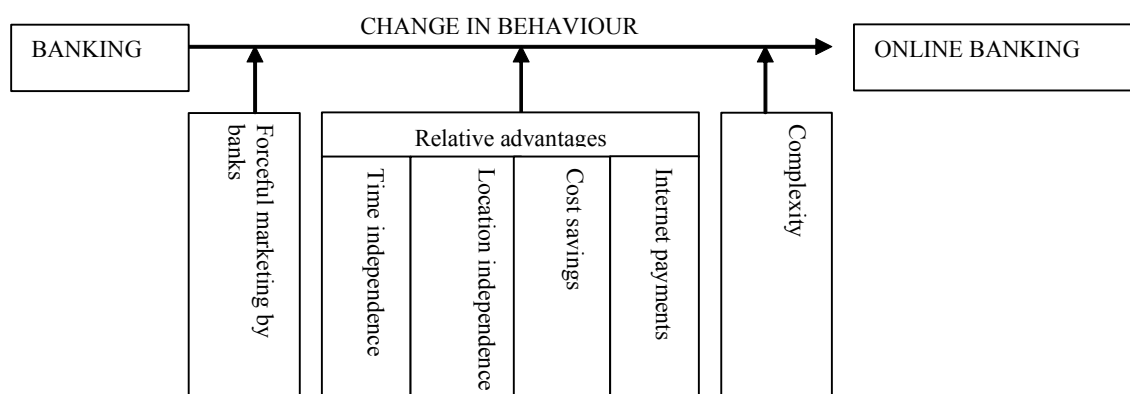 CHANGE IN BEHAVIOUR
BANKING
ONLINE BANKING
Forceful marketing by
banks
Relative advantages
Time independence
Location independence
Cost savings
Internet payments
Complexity